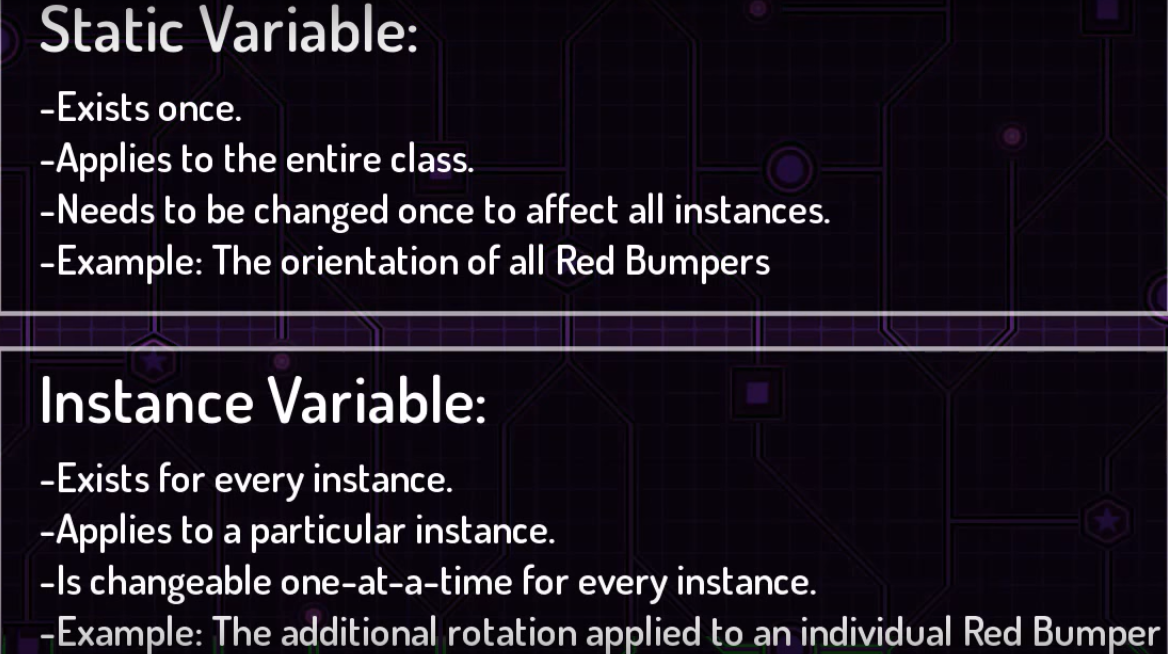 Static Variable:
-Exists once.
-Applies to the entire class.
-Needs to be changed once to affect all instances.
-Example: The orientation of all Red Bumpers
Instance Variable:
-Exists for every instance.
-Applies to a particular instance.
-Is changeable one-at-a-time for every instance.
-Example: The additional rotation applied to an individual Red Bumper